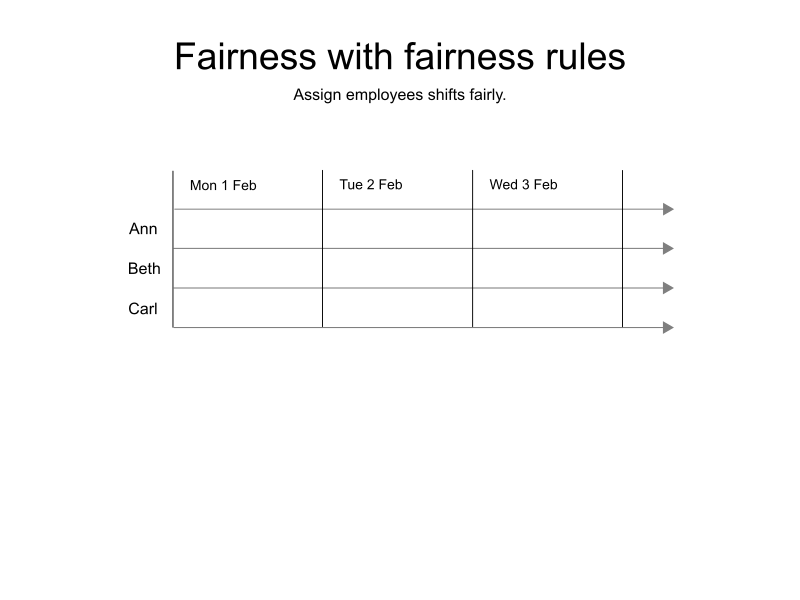 Fairness with fairness rules
Assign employees shifts fairly.
Mon 1 Feb Tue 2 Feb Wed 3 Feb
Ann
Beth
Carl